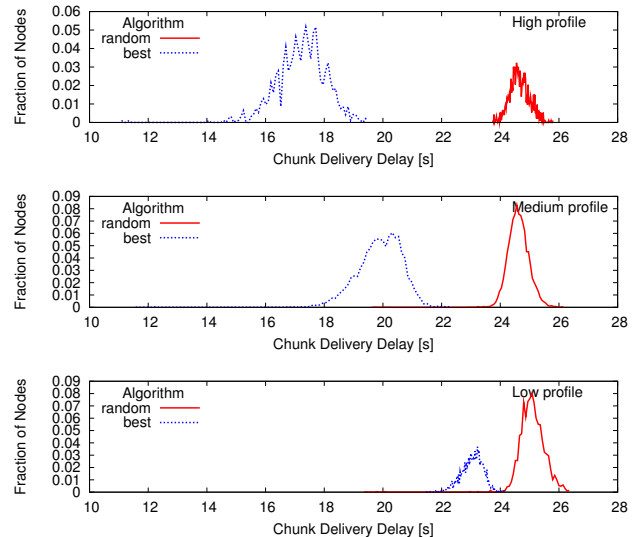 Fraction of Nodes
0.06
0.05
0.04
0.03
0.02
0.01
0
Algorithm
random
best
High profile
10 12 14 16 18 20 22 24 26 28
Chunk Delivery Delay [s]
Fraction of Nodes
0.09
0.08
0.07
0.06
0.05
0.04
0.03
0.02
0.01
0
Algorithm
random
best
Medium profile
10 12 14 16 18 20 22 24 26 28
Chunk Delivery Delay [s]
Fraction of Nodes
0.09
0.08
0.07
0.06
0.05
0.04
0.03
0.02
0.01
0
Algorithm
random
best
Low profile
10 12 14 16 18 20 22 24 26 28
Chunk Delivery Delay [s]